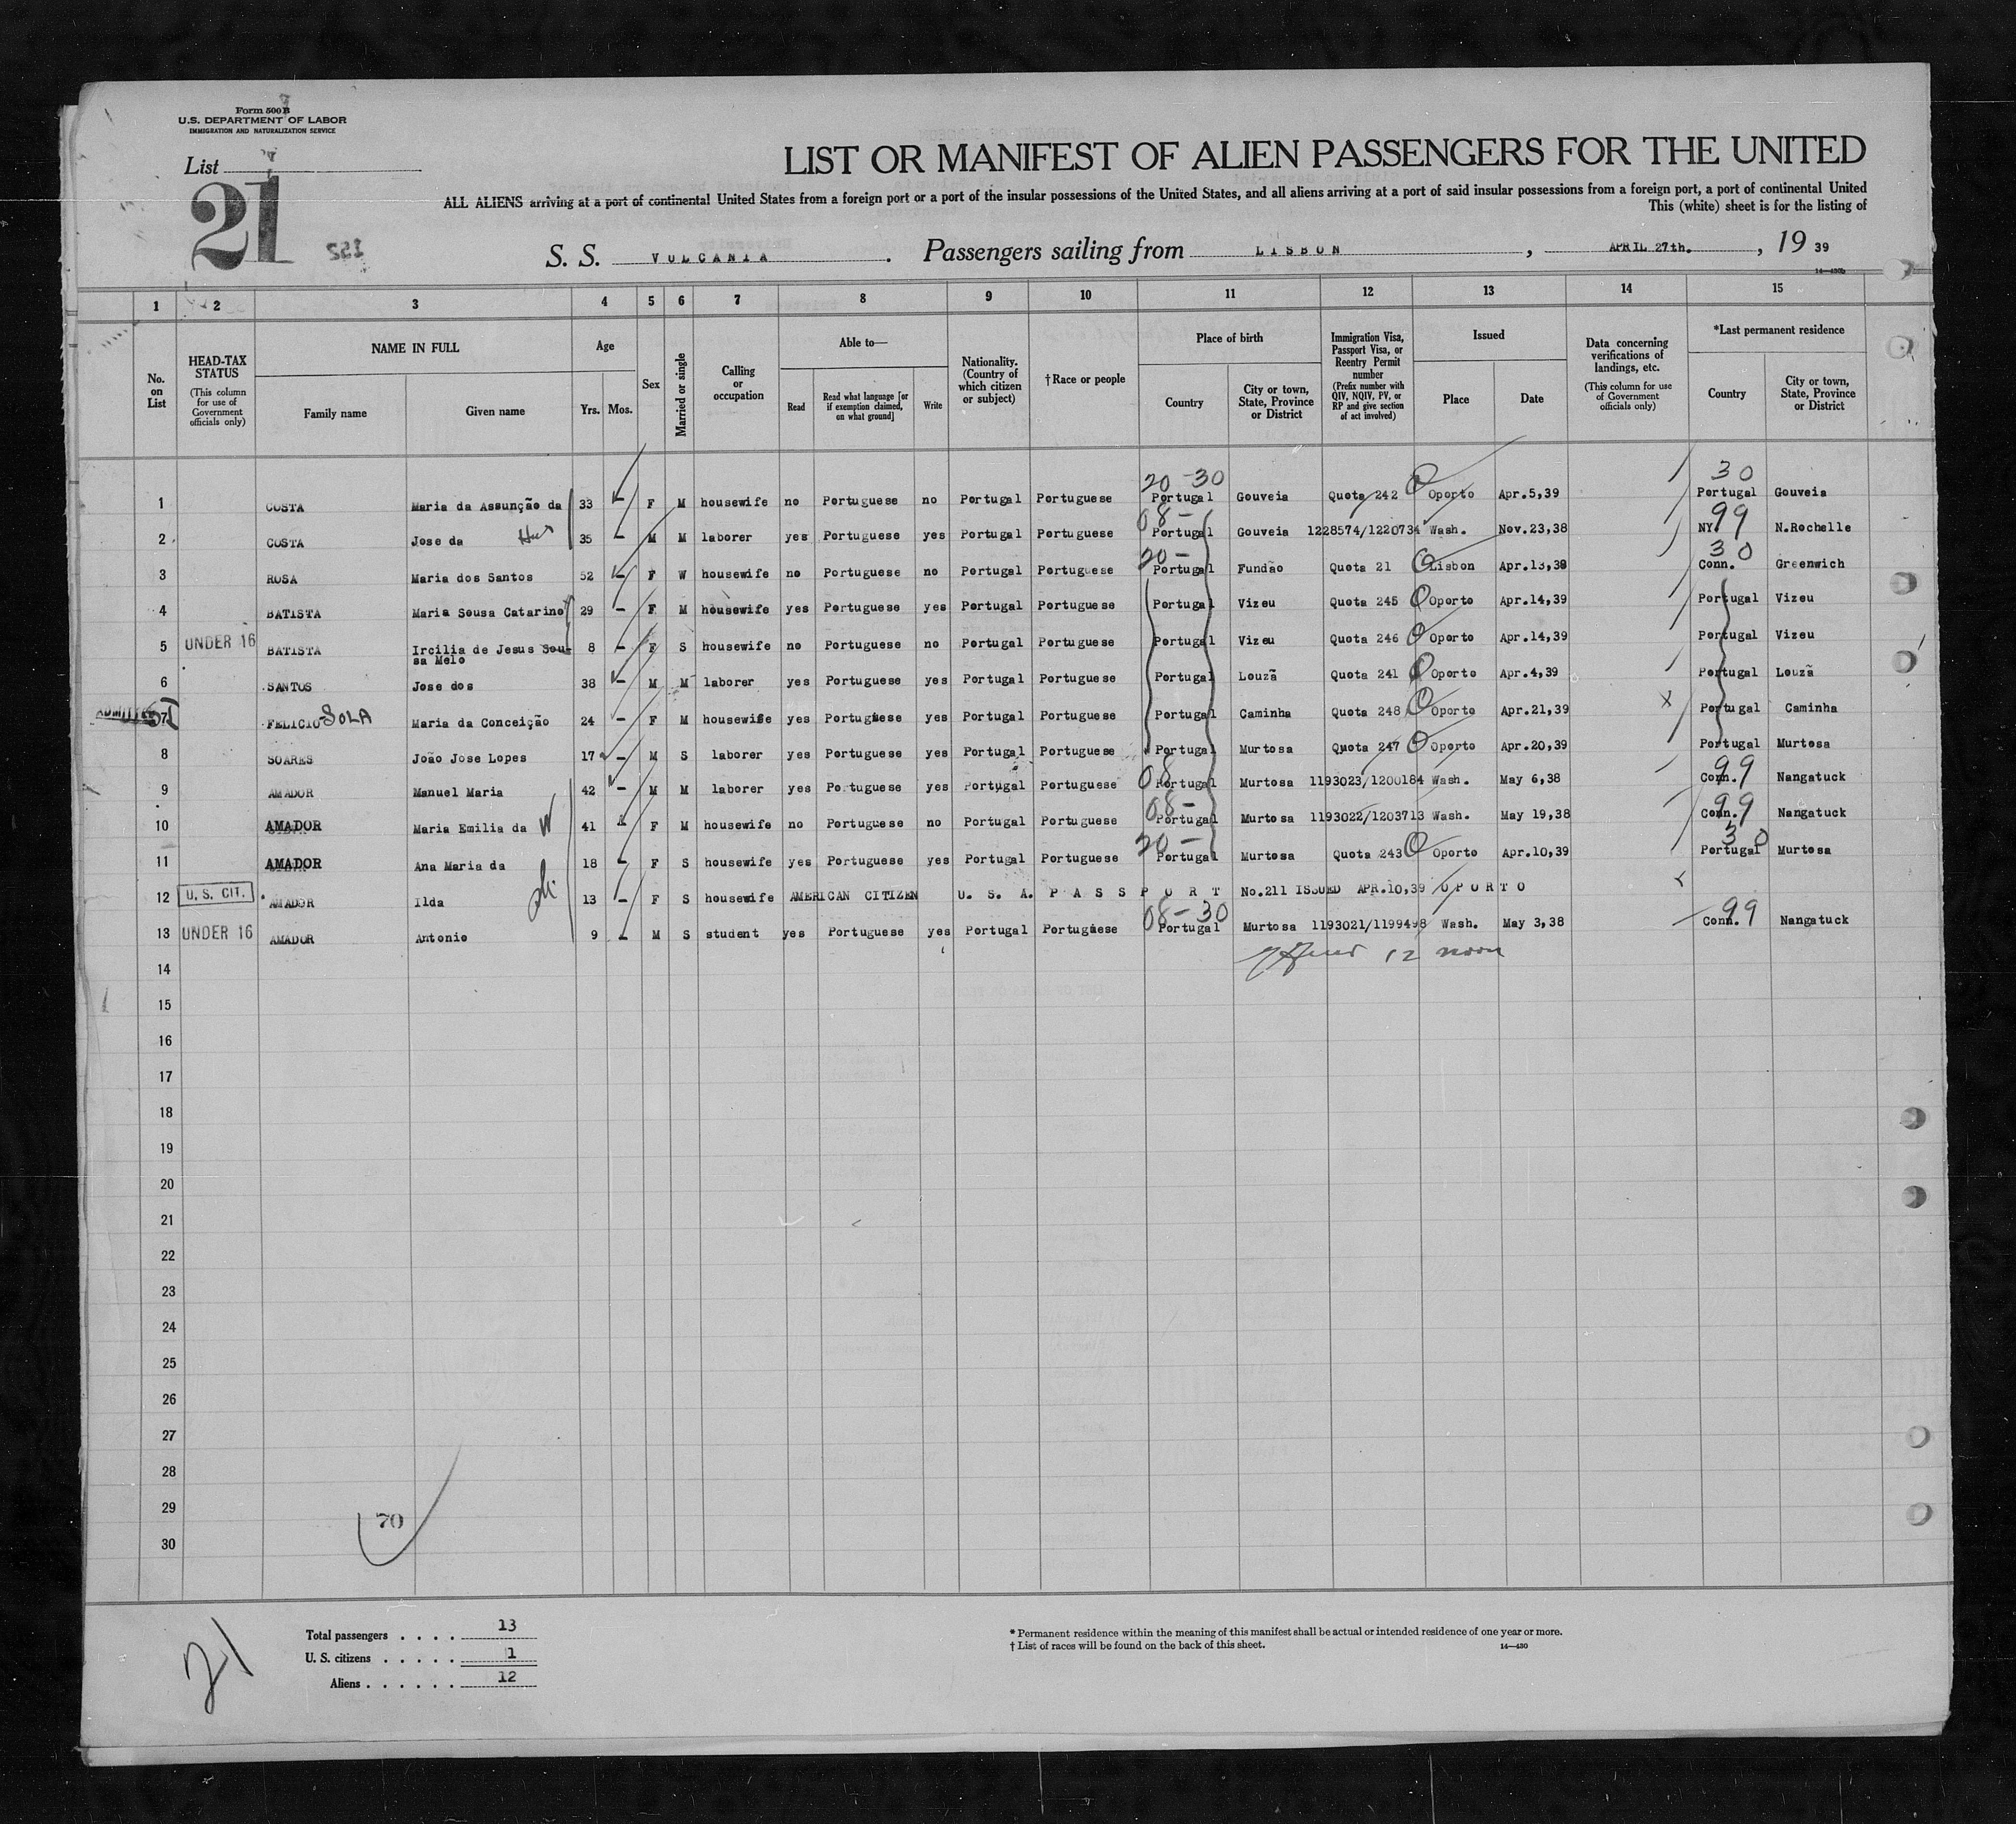 Form 500 B
U.S. DEPARTMENT OF LABOR
IMMIGRATION AND NATURALIZATION SERVICE
List
21
LIST OR MANIFEST OF ALIEN PASSENGERS FOR THE UNITED
ALL ALIENS arriving at a port of continental United States from a foreign port or a port of the insular possessions of the United States, and all aliens arriving at a port of said insular possessions from a foreign port, a port of continental United
This (white) sheet is for the listing of
152
S. S. VULCANIA . Passengers sailing from LISBON , APRIL 27th. , 19 39
14—430b
1 2 3 4 5 6 7 8 9 10 11 12 13 14 15
No. on List
HEAD-TAX STATUS
(This column for use of Government officials only)
NAME IN FULL
Family name
Given name
Age
Yrs. Mos.
Sex
Married or single
Calling or occupation
Able to—
Read
Read what language [or if exemption claimed, on what ground]
Write
Nationality. (Country of which citizen or subject)
†Race or people
Place of birth
Country
City or town, State, Province or District
Immigration Visa, Passport Visa, or Reentry Permit number
(Prefix number with QIV, NQIV, PV, or RP and give section of act involved)
Issued
Place
Date
Data concerning verifications of landings, etc.
(This column for use of Government officials only)
*Last permanent residence
Country
City or town, State, Province or District
20 -30 30
1 COSTA Maria da Assunção da 33 - F M housewife no Portuguese no Portugal Portuguese Portugal Gouveia Quota 242 Oporto Apr.5,39 Portugal Gouveia
08 - 99
2 COSTA Jose da Hus 35 - M M laborer yes Portuguese yes Portugal Portuguese Portugal Gouveia 1228574/1220734 Wash. Nov.23,38 NY N.Rochelle
20 - 30
3 ROSA Maria dos Santos 52 - F W housewife no Portuguese no Portugal Portuguese Portugal Fundão Quota 21 Lisbon Apr.13,39 Conn. Greenwich
4 BATISTA Maria Sousa Catarino 29 - F M housewife yes Portuguese yes Portugal Portuguese Portugal Vizeu Quota 245 Oporto Apr.14,39 Portugal Vizeu
5 UNDER 16 BATISTA Ircilia de Jesus Sou- 8 - F S housewife no Portuguese no Portugal Portuguese Portugal Vizeu Quota 246 Oporto Apr.14,39 Portugal Vizeu
sa Melo
6 SANTOS Jose dos 38 - M M laborer yes Portuguese yes Portugal Portuguese Portugal Louzã Quota 241 Oporto Apr.4,39 Portugal Louzã
ADMITTED 7 FELICIO SOLA Maria da Conceição 24 - F M housewife yes Portuguese yes Portugal Portuguese Portugal Caminha Quota 248 Oporto Apr.21,39 X Portugal Caminha
8 SOARES João Jose Lopes 17 - M S laborer yes Portuguese yes Portugal Portuguese Portugal Murtosa Quota 247 Oporto Apr.20,39 Portugal Murtosa
08 99
9 AMADOR Manuel Maria 42 - M M laborer yes Portuguese yes Portugal Portuguese Portugal Murtosa 1193023/1200184 Wash. May 6,38 Conn. Nangatuck
08 - 99
10 AMADOR Maria Emilia da W 41 - F M housewife no Portuguese no Portugal Portuguese Portugal Murtosa 1193022/1203713 Wash. May 19,38 Conn. Nangatuck
20 - 30
11 AMADOR Ana Maria da 18 - F S housewife yes Portuguese yes Portugal Portuguese Portugal Murtosa Quota 243 Oporto Apr.10,39 Portugal Murtosa
12 U. S. CIT. AMADOR Ilda ch. 13 - F S housewife AMERICAN CITIZEN U. S. A. PASSPORT No.211 ISSUED APR.10,39 OPORTO
08 - 30 99
13 UNDER 16 AMADOR Antonio 9 - M S student yes Portuguese yes Portugal Portuguese Portugal Murtosa 1193021/1199498 Wash. May 3,38 Conn. Nangatuck
14 12 noon
15
16
17
18
19
20
21
22
23
24
25
26
27
28
29
70
30
21
Total passengers . . . . 13
U. S. citizens . . . . . 1
Aliens . . . . . . 12
* Permanent residence within the meaning of this manifest shall be actual or intended residence of one year or more.
† List of races will be found on the back of this sheet. 14—430